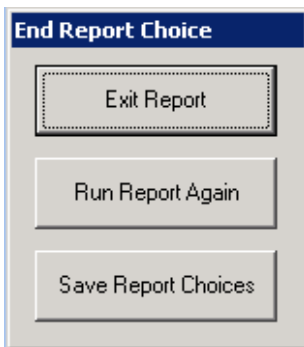 End Report Choice
Exit Report
Run Report Again
Save Report Choices